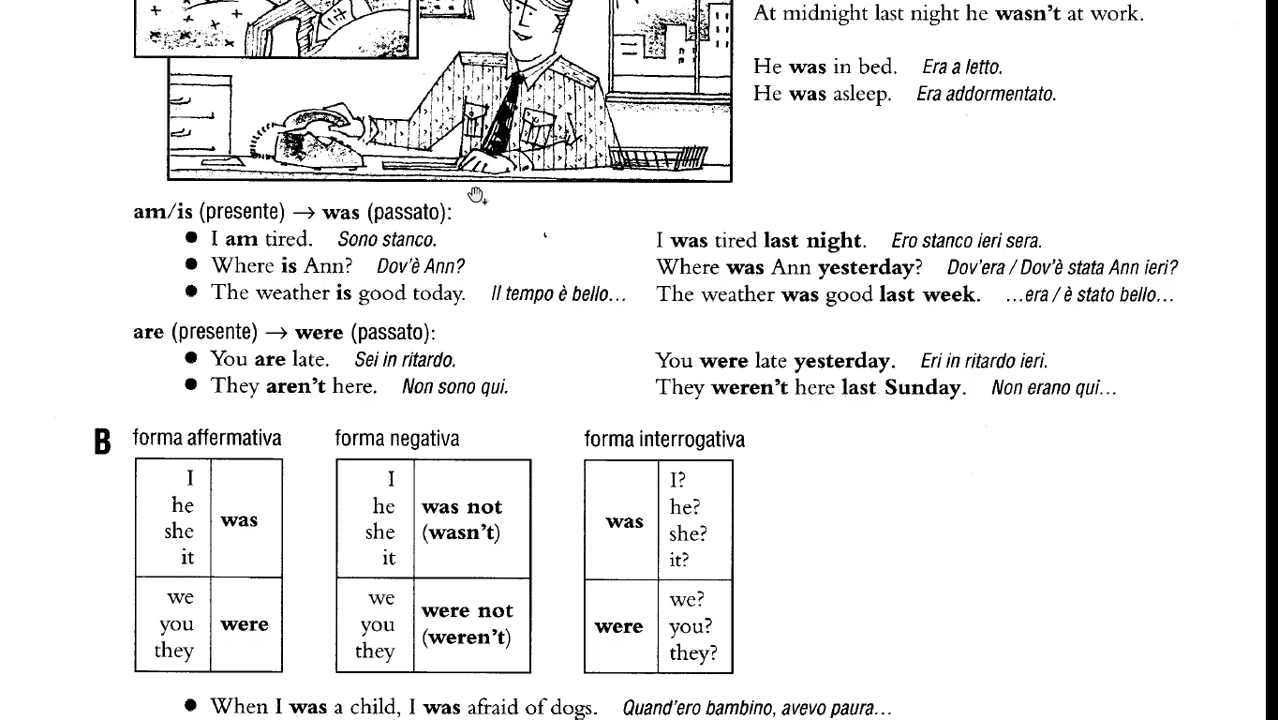 At midnight last night he wasn't at work.
He was in bed. Era a letto.
He was asleep. Era addormentato.
am/is (presente) → was (passato):
● I am tired. Sono stanco. I was tired last night. Ero stanco ieri sera.
● Where is Ann? Dov'è Ann? Where was Ann yesterday? Dov'era / Dov'è stata Ann ieri?
● The weather is good today. Il tempo è bello... The weather was good last week. ...era / è stato bello...
are (presente) → were (passato):
● You are late. Sei in ritardo. You were late yesterday. Eri in ritardo ieri.
● They aren't here. Non sono qui. They weren't here last Sunday. Non erano qui...
B forma affermativa forma negativa forma interrogativa
I
he
she
it
was
we
you
they
were
I
he
she
it
was not
(wasn't)
we
you
they
were not
(weren't)
was
I?
he?
she?
it?
were
we?
you?
they?
● When I was a child, I was afraid of dogs. Quand'ero bambino, avevo paura...